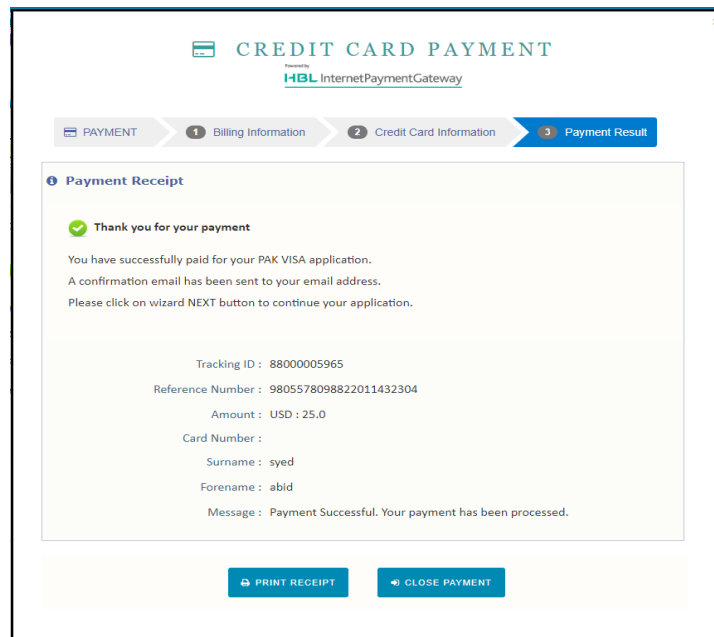 CREDIT CARD PAYMENT
Powered by
HBL InternetPaymentGateway
PAYMENT 1 Billing Information 2 Credit Card Information 3 Payment Result
Payment Receipt
Thank you for your payment
You have successfully paid for your PAK VISA application.
A confirmation email has been sent to your email address.
Please click on wizard NEXT button to continue your application.
Tracking ID : 88000005965
Reference Number : 9805578098822011432304
Amount : USD : 25.0
Card Number :
Surname : syed
Forename : abid
Message : Payment Successful. Your payment has been processed.
PRINT RECEIPT CLOSE PAYMENT